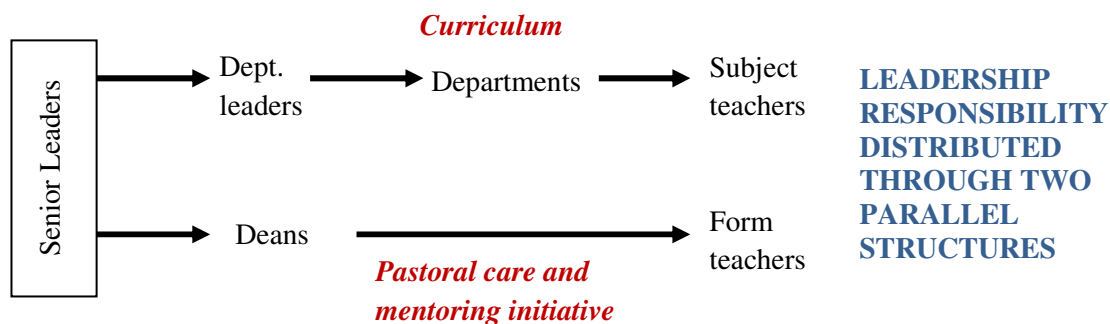 Curriculum
Senior Leaders
Dept.
leaders
Departments
Subject
teachers
Deans
Pastoral care and
mentoring initiative
Form
teachers
LEADERSHIP
RESPONSIBILITY
DISTRIBUTED
THROUGH TWO
PARALLEL
STRUCTURES